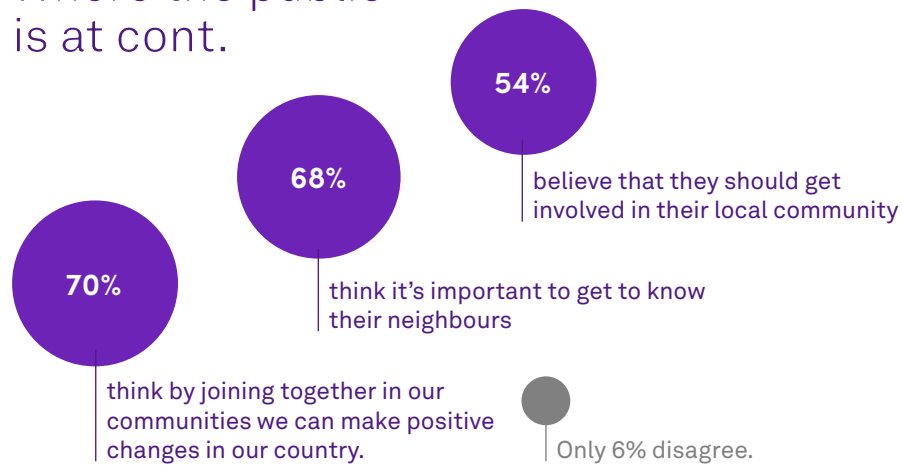 is at cont.
54%
believe that they should get
involved in their local community
68%
think it’s important to get to know
their neighbours
70%
think by joining together in our
communities we can make positive
changes in our country.
Only 6% disagree.